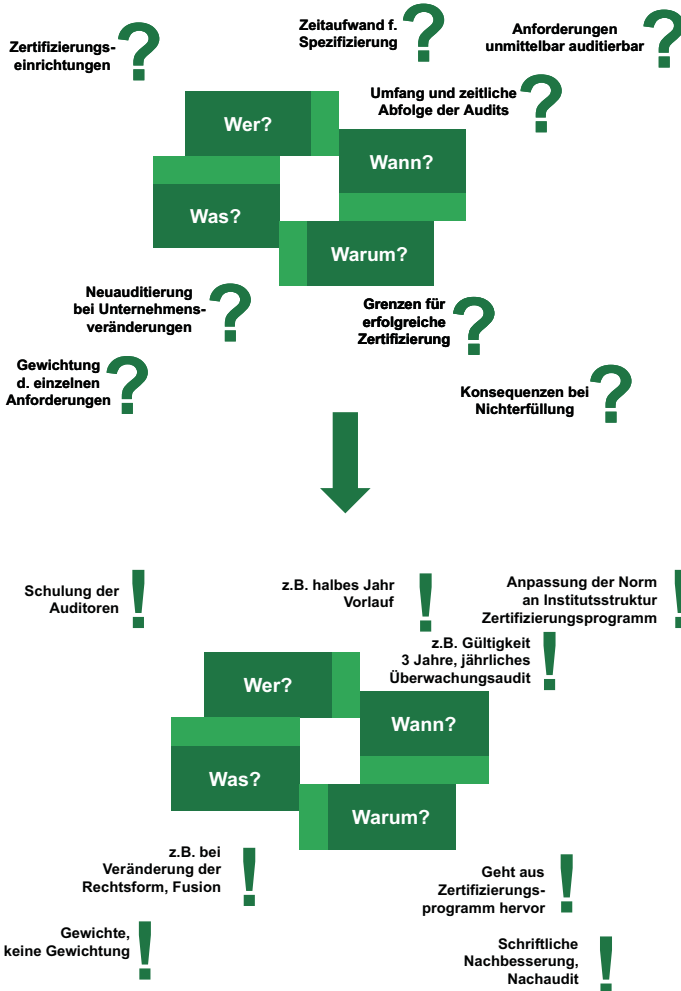 Zertifizierungs-
einrichtungen
?
Zeitaufwand f.
Spezifizierung
?
Anforderungen
unmittelbar auditierbar
?
Umfang und zeitliche
Abfolge der Audits
?
Wer?
Wann?
Was?
Warum?
Neuauditierung
bei Unternehmens-
veränderungen
?
Grenzen für
erfolgreiche
Zertifizierung
?
Gewichtung
d. einzelnen
Anforderungen
?
Konsequenzen bei
Nichterfüllung
?
Schulung der
Auditoren
!
z.B. halbes Jahr
Vorlauf
!
Anpassung der Norm
an Institutsstruktur
Zertifizierungsprogramm
!
z.B. Gültigkeit
3 Jahre, jährliches
Überwachungsaudit
!
Wer?
Wann?
Was?
Warum?
z.B. bei
Veränderung der
Rechtsform, Fusion
!
Geht aus
Zertifizierungs-
programm hervor
!
Gewichte,
keine Gewichtung
!
Schriftliche
Nachbesserung,
Nachaudit
!